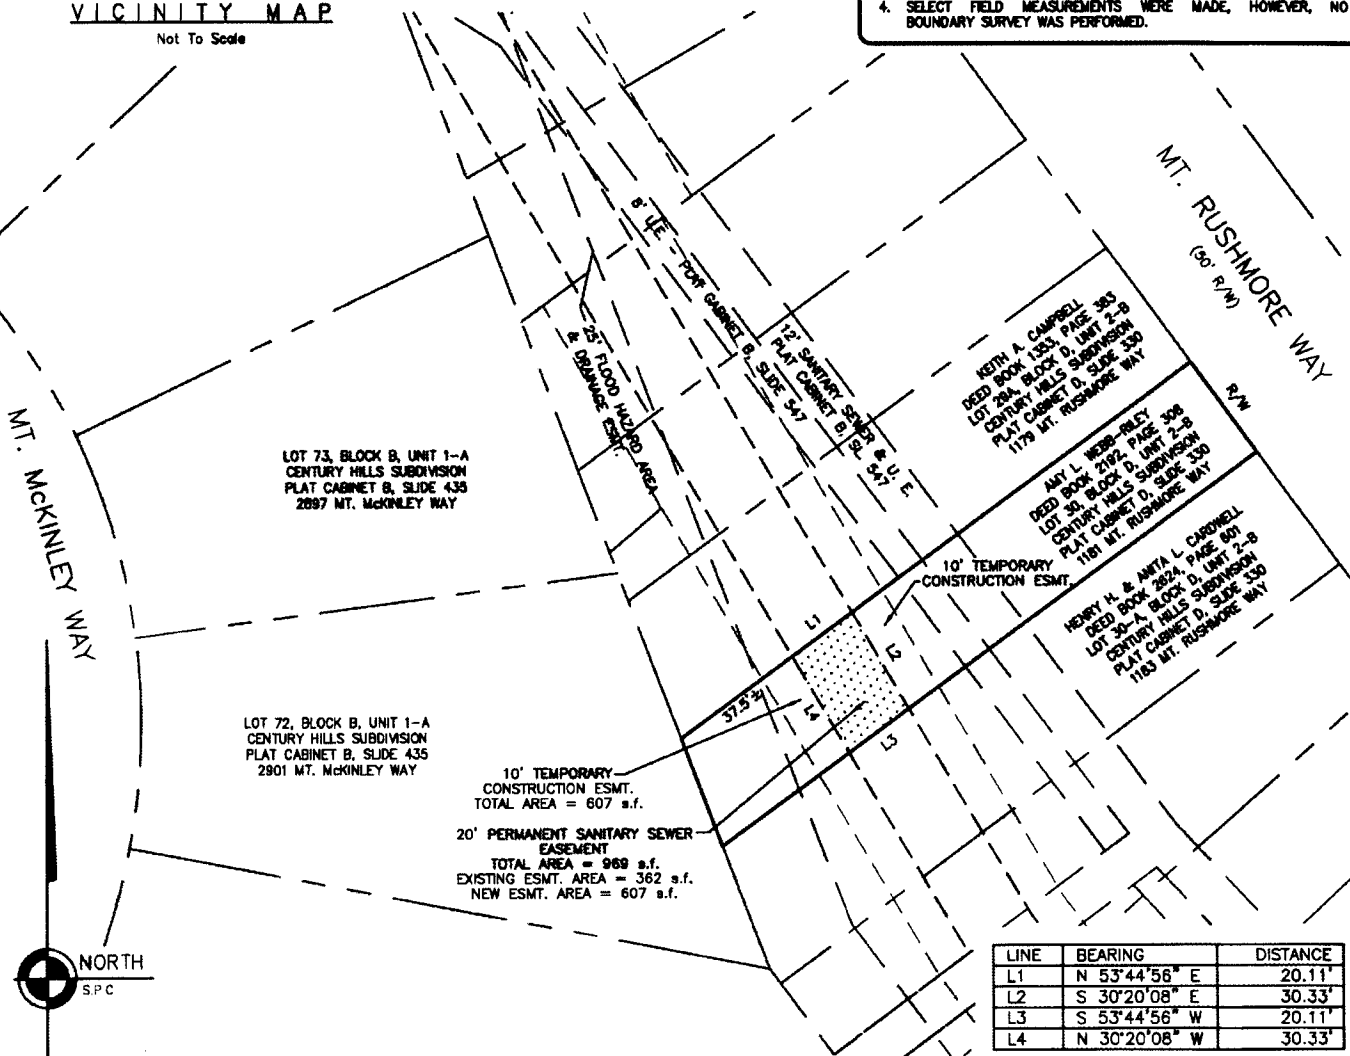 VICINITY MAP
Not To Scale
4. SELECT FIELD MEASUREMENTS WERE MADE, HOWEVER, NO
BOUNDARY SURVEY WAS PERFORMED.
MT. RUSHMORE WAY
(50' R/W)
R/W
MT. McKINLEY WAY
8' U.E. - PLAT CABINET B, SLIDE 547
12' SANITARY SEWER & U. E
PLAT CABINET B, SL. 547
25' FLOOD HAZARD AREA
& DRAINAGE ESMT.
KEITH A. CAMPBELL
DEED BOOK 1353, PAGE 383
LOT 29A, BLOCK D, UNIT 2-B
CENTURY HILLS SUBDIVISION
PLAT CABINET D, SLIDE 330
1179 MT. RUSHMORE WAY
AMY L. WEBB-RILEY
DEED BOOK 2192, PAGE 306
LOT 30, BLOCK D, UNIT 2-B
CENTURY HILLS SUBDIVISION
PLAT CABINET D, SLIDE 330
1181 MT. RUSHMORE WAY
HENRY H. & ANITA L. CARDWELL
DEED BOOK 2624, PAGE 601
LOT 30-A, BLOCK D, UNIT 2-B
CENTURY HILLS SUBDIVISION
PLAT CABINET D, SLIDE 330
1183 MT. RUSHMORE WAY
LOT 73, BLOCK B, UNIT 1-A
CENTURY HILLS SUBDIVISION
PLAT CABINET B, SLIDE 435
2897 MT. McKINLEY WAY
10' TEMPORARY
CONSTRUCTION ESMT.
L1
L2
L3
L4
37.5'±
LOT 72, BLOCK B, UNIT 1-A
CENTURY HILLS SUBDIVISION
PLAT CABINET B, SLIDE 435
2901 MT. McKINLEY WAY
10' TEMPORARY
CONSTRUCTION ESMT.
TOTAL AREA = 607 s.f.
20' PERMANENT SANITARY SEWER
EASEMENT
TOTAL AREA = 969 s.f.
EXISTING ESMT. AREA = 362 s.f.
NEW ESMT. AREA = 607 s.f.
NORTH
SPC
LINE BEARING DISTANCE
L1 N 53°44'56" E 20.11'
L2 S 30°20'08" E 30.33'
L3 S 53°44'56" W 20.11'
L4 N 30°20'08" W 30.33'